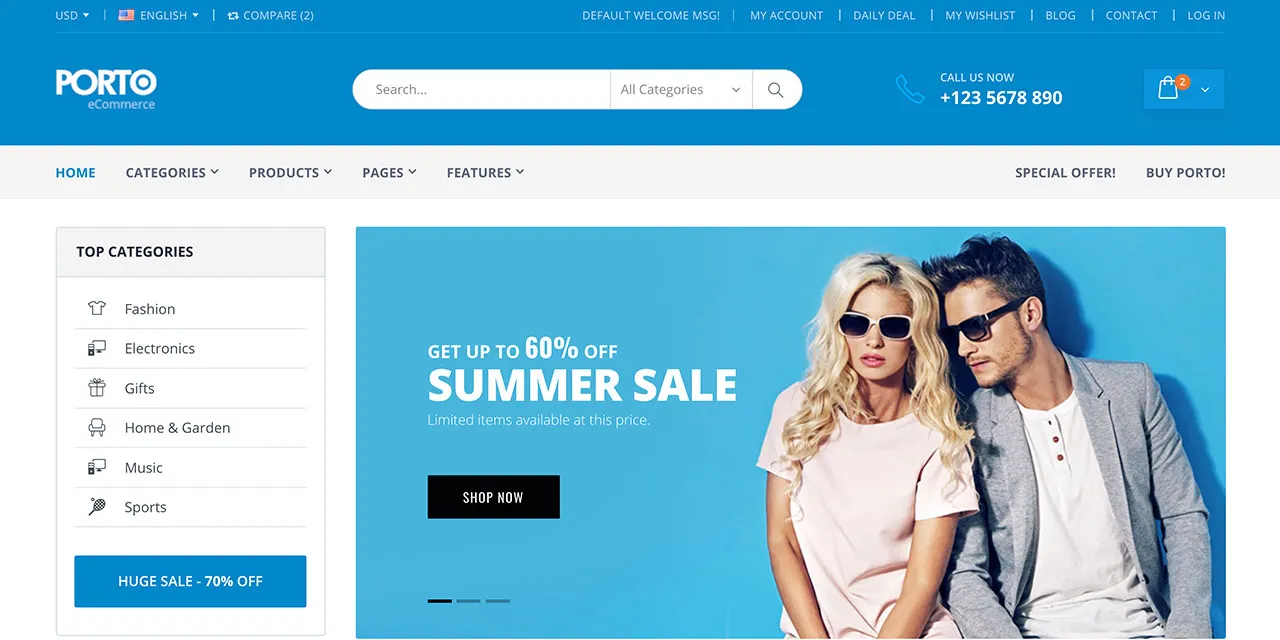 USD | ENGLISH | COMPARE (2) DEFAULT WELCOME MSG! | MY ACCOUNT | DAILY DEAL | MY WISHLIST | BLOG | CONTACT | LOG IN
PORTO
eCommerce
Search...
All Categories
CALL US NOW
+123 5678 890
2
HOME CATEGORIES PRODUCTS PAGES FEATURES SPECIAL OFFER! BUY PORTO!
TOP CATEGORIES
Fashion
Electronics
Gifts
Home & Garden
Music
Sports
HUGE SALE - 70% OFF
GET UP TO 60% OFF
SUMMER SALE
Limited items available at this price.
SHOP NOW